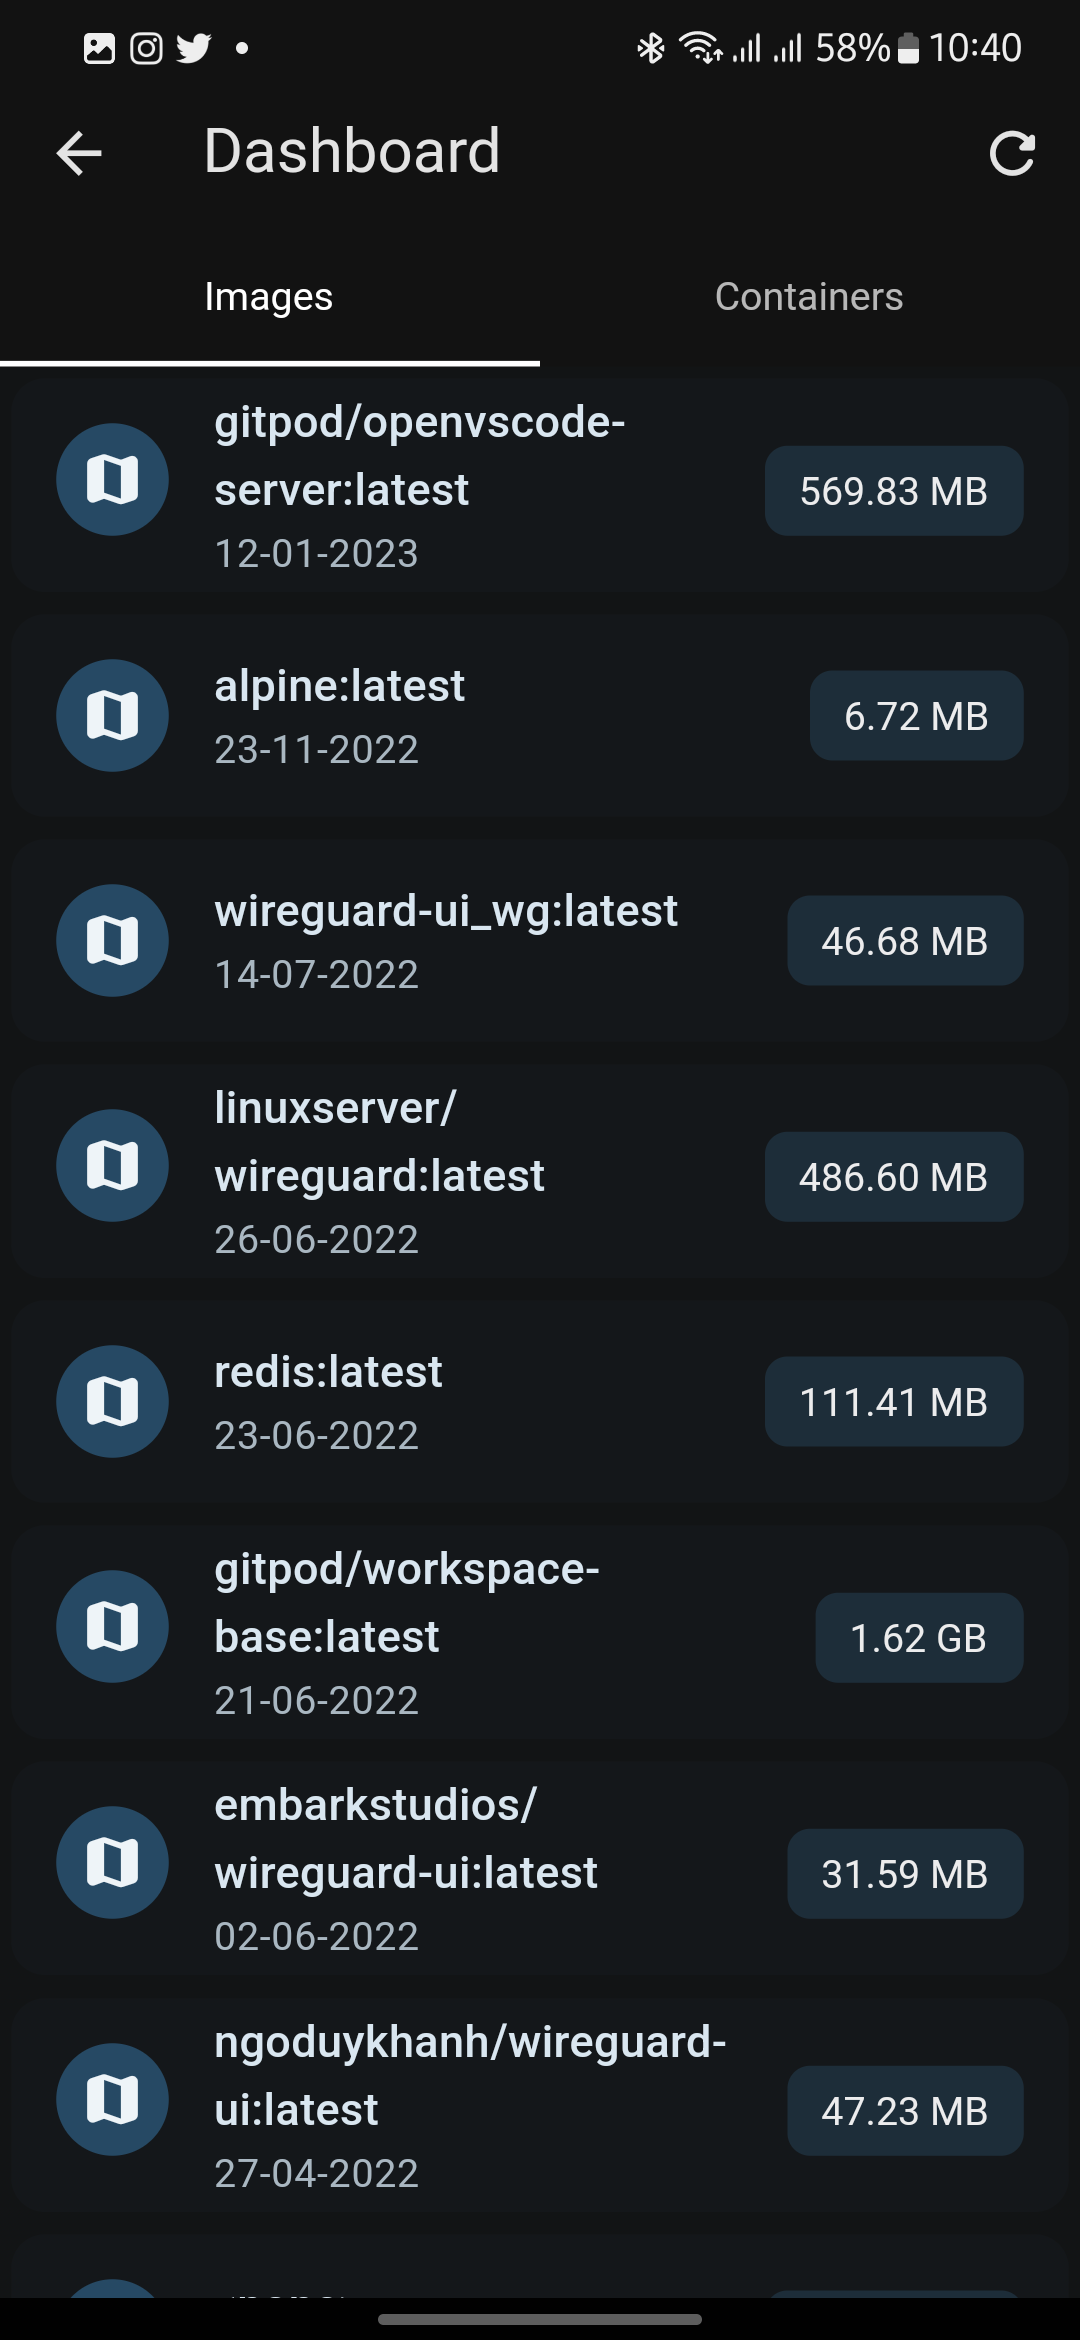 58% 10:40
Dashboard
Images Containers
gitpod/openvscode-
server:latest
569.83 MB
12-01-2023
alpine:latest
6.72 MB
23-11-2022
wireguard-ui_wg:latest
46.68 MB
14-07-2022
linuxserver/
wireguard:latest
486.60 MB
26-06-2022
redis:latest
111.41 MB
23-06-2022
gitpod/workspace-
base:latest
1.62 GB
21-06-2022
embarkstudios/
wireguard-ui:latest
31.59 MB
02-06-2022
ngoduykhanh/wireguard-
ui:latest
47.23 MB
27-04-2022